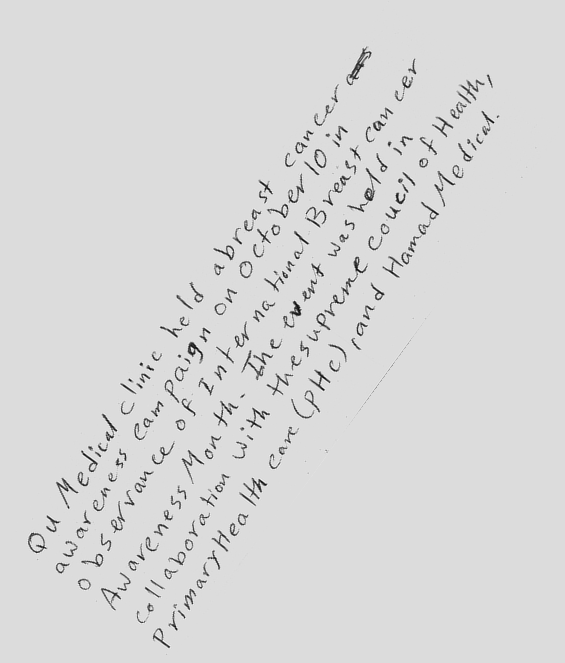 QU Medical Clinic held abreast cancer
awareness campaign on October 10 in
observance of International Breast cancer
Awareness Month. The event was held in
collaboration with thesupreme Coucil of Health,
PrimaryHealth Care (PHC), and Hamad Medical.